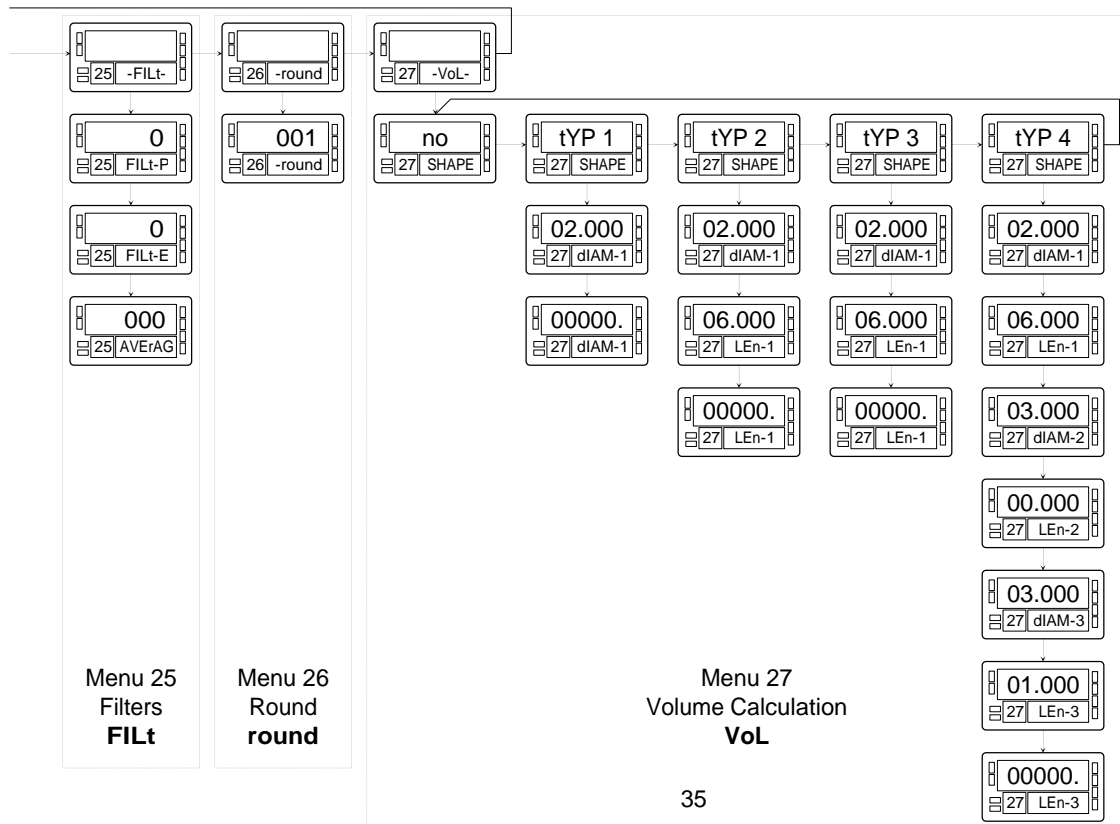 25 -FILt-
26 -round
27 -VoL-
0
25 FILt-P
001
26 -round
no
27 SHAPE
tYP 1
27 SHAPE
tYP 2
27 SHAPE
tYP 3
27 SHAPE
tYP 4
27 SHAPE
0
25 FILt-E
02.000
27 dIAM-1
02.000
27 dIAM-1
02.000
27 dIAM-1
02.000
27 dIAM-1
000
25 AVErAG
00000.
27 dIAM-1
06.000
27 LEn-1
06.000
27 LEn-1
06.000
27 LEn-1
00000.
27 LEn-1
00000.
27 LEn-1
03.000
27 dIAM-2
00.000
27 LEn-2
03.000
27 dIAM-3
01.000
27 LEn-3
00000.
27 LEn-3
Menu 25
Filters
FILt
Menu 26
Round
round
Menu 27
Volume Calculation
VoL
35